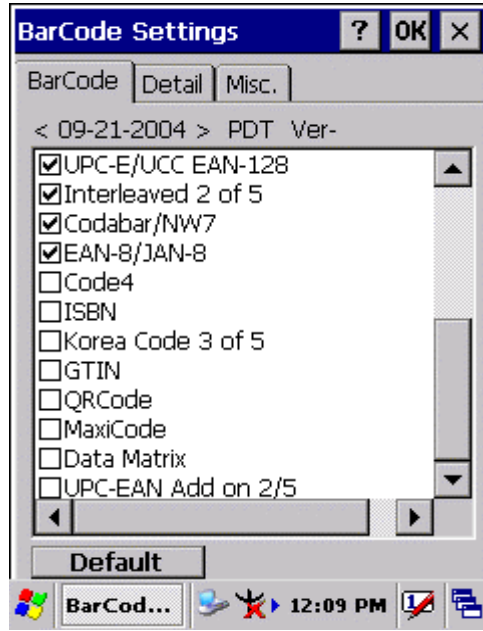 BarCode Settings ? OK ×
BarCode Detail Misc.
< 09-21-2004 > PDT Ver-
UPC-E/UCC EAN-128
Interleaved 2 of 5
Codabar/NW7
EAN-8/JAN-8
Code4
ISBN
Korea Code 3 of 5
GTIN
QRCode
MaxiCode
Data Matrix
UPC-EAN Add on 2/5
Default
BarCod... 12:09 PM